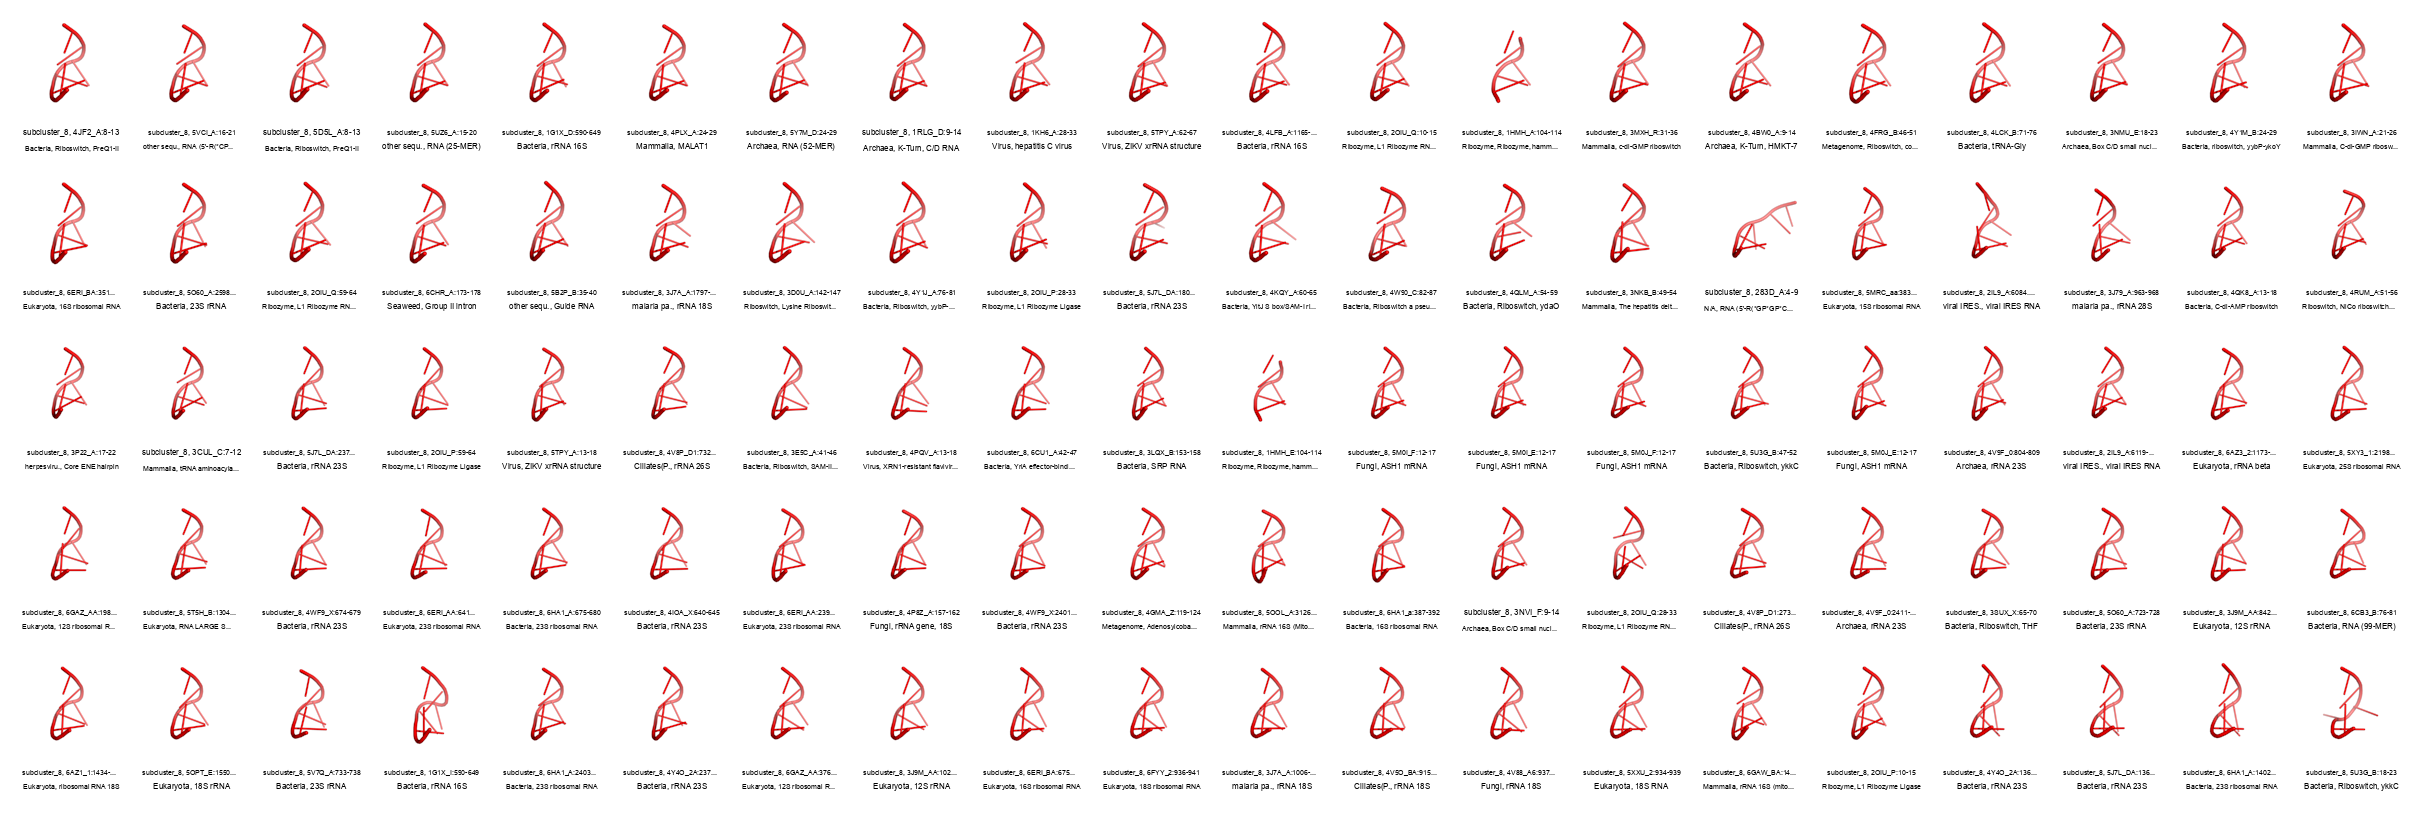 subcluster_8, 4JF2_A:8-13
Bacteria, Riboswitch, PreQ1-II
subcluster_8, 5VCI_A:16-21
other sequ., RNA (5'-R(*CP...
subcluster_8, 5D5L_A:8-13
Bacteria, Riboswitch, PreQ1-II
subcluster_8, 5UZ6_A:15-20
other sequ., RNA (25-MER)
subcluster_8, 1G1X_D:590-649
Bacteria, rRNA 16S
subcluster_8, 4PLX_A:24-29
Mammalia, MALAT1
subcluster_8, 5Y7M_D:24-29
Archaea, RNA (52-MER)
subcluster_8, 1RLG_D:9-14
Archaea, K-Turn, C/D RNA
subcluster_8, 1KH6_A:28-33
Virus, hepatitis C virus
subcluster_8, 5TPY_A:62-67
Virus, ZIKV xrRNA structure
subcluster_8, 4LFB_A:1165-...
Bacteria, rRNA 16S
subcluster_8, 2OIU_Q:10-15
Ribozyme, L1 Ribozyme RN...
subcluster_8, 1HMH_A:104-114
Ribozyme, Ribozyme, hamm...
subcluster_8, 3MXH_R:31-36
Mammalia, c-di-GMP riboswitch
subcluster_8, 4BW0_A:9-14
Archaea, K-Turn, HMKT-7
subcluster_8, 4FRG_B:46-51
Metagenome, Riboswitch, co...
subcluster_8, 4LCK_B:71-76
Bacteria, tRNA-Gly
subcluster_8, 3NMU_E:18-23
Archaea, Box C/D small nucl...
subcluster_8, 4Y1M_B:24-29
Bacteria, riboswitch, yybP-ykoY
subcluster_8, 3IWN_A:21-26
Mammalia, C-di-GMP ribosw...
subcluster_8, 6ERI_BA:351...
Eukaryota, 16S ribosomal RNA
subcluster_8, 5O60_A:2598...
Bacteria, 23S rRNA
subcluster_8, 2OIU_Q:59-64
Ribozyme, L1 Ribozyme RN...
subcluster_8, 6CHR_A:173-178
Seaweed, Group II intron
subcluster_8, 5B2P_B:35-40
other sequ., Guide RNA
subcluster_8, 3J7A_A:1797-...
malaria pa., rRNA 18S
subcluster_8, 3D0U_A:142-147
Riboswitch, Lysine Riboswit...
subcluster_8, 4Y1J_A:76-81
Bacteria, Riboswitch, yybP-...
subcluster_8, 2OIU_P:28-33
Ribozyme, L1 Ribozyme Ligase
subcluster_8, 5J7L_DA:180...
Bacteria, rRNA 23S
subcluster_8, 4KQY_A:60-65
Bacteria, YitJ S box/SAM-I ri...
subcluster_8, 4W90_C:82-87
Bacteria, Riboswitch a pseu...
subcluster_8, 4QLM_A:54-59
Bacteria, Riboswitch, ydaO
subcluster_8, 3NKB_B:49-54
Mammalia, The hepatitis delt...
subcluster_8, 283D_A:4-9
N/A, RNA (5'-R(*GP*GP*C...
subcluster_8, 5MRC_aa:383...
Eukaryota, 15S ribosomal RNA
subcluster_8, 2IL9_A:6084...
viral IRES., viral IRES RNA
subcluster_8, 3J79_A:963-968
malaria pa., rRNA 28S
subcluster_8, 4QK8_A:13-18
Bacteria, C-di-AMP riboswitch
subcluster_8, 4RUM_A:51-56
Riboswitch, NiCo riboswitch...
subcluster_8, 3P22_A:17-22
herpesviru., Core ENE hairpin
subcluster_8, 3CUL_C:7-12
Mammalia, tRNA aminoacyla...
subcluster_8, 5J7L_DA:237...
Bacteria, rRNA 23S
subcluster_8, 2OIU_P:59-64
Ribozyme, L1 Ribozyme Ligase
subcluster_8, 5TPY_A:13-18
Virus, ZIKV xrRNA structure
subcluster_8, 4V8P_D1:732...
Ciliates(P., rRNA 26S
subcluster_8, 3E5C_A:41-46
Bacteria, Riboswitch, SAM-II...
subcluster_8, 4PQV_A:13-18
Virus, XRN1-resistant flavivir...
subcluster_8, 6CU1_A:42-47
Bacteria, YrlA effector-bind...
subcluster_8, 3LQX_B:153-158
Bacteria, SRP RNA
subcluster_8, 1HMH_E:104-114
Ribozyme, Ribozyme, hamm...
subcluster_8, 5M0I_F:12-17
Fungi, ASH1 mRNA
subcluster_8, 5M0I_E:12-17
Fungi, ASH1 mRNA
subcluster_8, 5M0J_F:12-17
Fungi, ASH1 mRNA
subcluster_8, 5U3G_B:47-52
Bacteria, Riboswitch, ykkC
subcluster_8, 5M0J_E:12-17
Fungi, ASH1 mRNA
subcluster_8, 4V9F_0:804-809
Archaea, rRNA 23S
subcluster_8, 2IL9_A:6119-...
viral IRES., viral IRES RNA
subcluster_8, 6AZ3_2:1173-...
Eukaryota, rRNA beta
subcluster_8, 5XY3_1:2198...
Eukaryota, 25S ribosomal RNA
subcluster_8, 6GAZ_AA:198...
Eukaryota, 12S ribosomal R...
subcluster_8, 5T5H_B:1304...
Eukaryota, RNA LARGE S...
subcluster_8, 4WF9_X:674-679
Bacteria, rRNA 23S
subcluster_8, 6ERI_AA:641...
Eukaryota, 23S ribosomal RNA
subcluster_8, 6HA1_A:675-680
Bacteria, 23S ribosomal RNA
subcluster_8, 4IOA_X:640-645
Bacteria, rRNA 23S
subcluster_8, 6ERI_AA:239...
Eukaryota, 23S ribosomal RNA
subcluster_8, 4P8Z_A:157-162
Fungi, rRNA gene, 18S
subcluster_8, 4WF9_X:2401...
Bacteria, rRNA 23S
subcluster_8, 4GMA_Z:119-124
Metagenome, Adenosylcoba...
subcluster_8, 5OOL_A:3126...
Mammalia, rRNA 16S (Mito...
subcluster_8, 6HA1_a:387-392
Bacteria, 16S ribosomal RNA
subcluster_8, 3NVI_F:9-14
Archaea, Box C/D small nucl...
subcluster_8, 2OIU_Q:28-33
Ribozyme, L1 Ribozyme RN...
subcluster_8, 4V8P_D1:273...
Ciliates(P., rRNA 26S
subcluster_8, 4V9F_0:2411-...
Archaea, rRNA 23S
subcluster_8, 3SUX_X:65-70
Bacteria, Riboswitch, THF
subcluster_8, 5O60_A:723-728
Bacteria, 23S rRNA
subcluster_8, 3J9M_AA:842...
Eukaryota, 12S rRNA
subcluster_8, 6CB3_B:76-81
Bacteria, RNA (99-MER)
subcluster_8, 6AZ1_1:1434-...
Eukaryota, ribosomal RNA 18S
subcluster_8, 5OPT_E:1550...
Eukaryota, 18S rRNA
subcluster_8, 5V7Q_A:733-738
Bacteria, 23S rRNA
subcluster_8, 1G1X_I:590-649
Bacteria, rRNA 16S
subcluster_8, 6HA1_A:2403...
Bacteria, 23S ribosomal RNA
subcluster_8, 4Y4O_2A:237...
Bacteria, rRNA 23S
subcluster_8, 6GAZ_AA:376...
Eukaryota, 12S ribosomal R...
subcluster_8, 3J9M_AA:102...
Eukaryota, 12S rRNA
subcluster_8, 6ERI_BA:675...
Eukaryota, 16S ribosomal RNA
subcluster_8, 6FYY_2:936-941
Eukaryota, 18S ribosomal RNA
subcluster_8, 3J7A_A:1006-...
malaria pa., rRNA 18S
subcluster_8, 4V5O_BA:915...
Ciliates(P., rRNA 18S
subcluster_8, 4V88_A6:937...
Fungi, rRNA 18S
subcluster_8, 5XXU_2:934-939
Eukaryota, 18S RNA
subcluster_8, 6GAW_BA:14...
Mammalia, rRNA 16S (mito...
subcluster_8, 2OIU_P:10-15
Ribozyme, L1 Ribozyme Ligase
subcluster_8, 4Y4O_2A:136...
Bacteria, rRNA 23S
subcluster_8, 5J7L_DA:136...
Bacteria, rRNA 23S
subcluster_8, 6HA1_A:1402...
Bacteria, 23S ribosomal RNA
subcluster_8, 5U3G_B:18-23
Bacteria, Riboswitch, ykkC